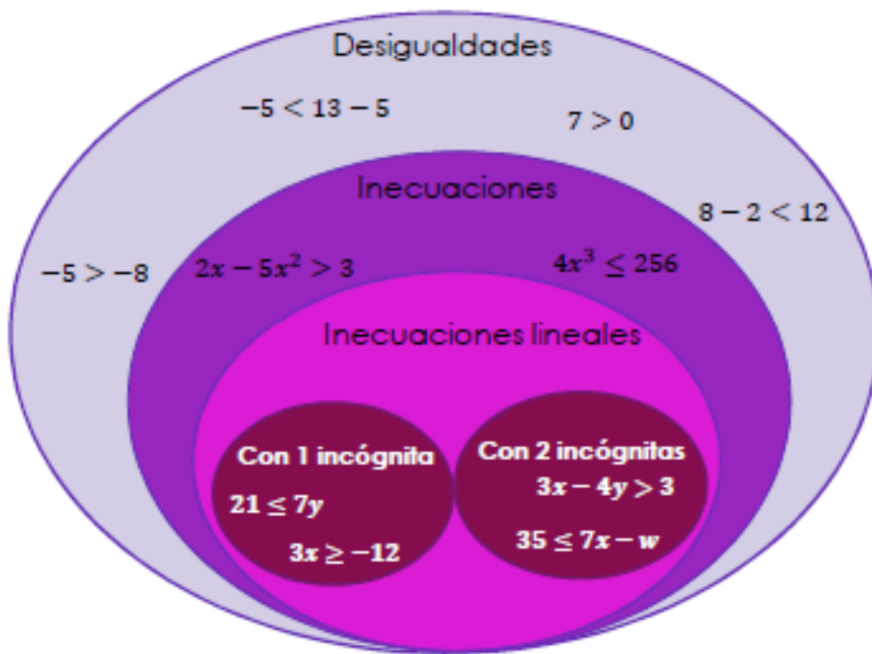 Desigualdades
−5 < 13 − 5
7 > 0
Inecuaciones
8 − 2 < 12
−5 > −8
2x − 5x² > 3
4x³ ≤ 256
Inecuaciones lineales
Con 1 incógnita
21 ≤ 7y
3x ≥ −12
Con 2 incógnitas
3x − 4y > 3
35 ≤ 7x − w